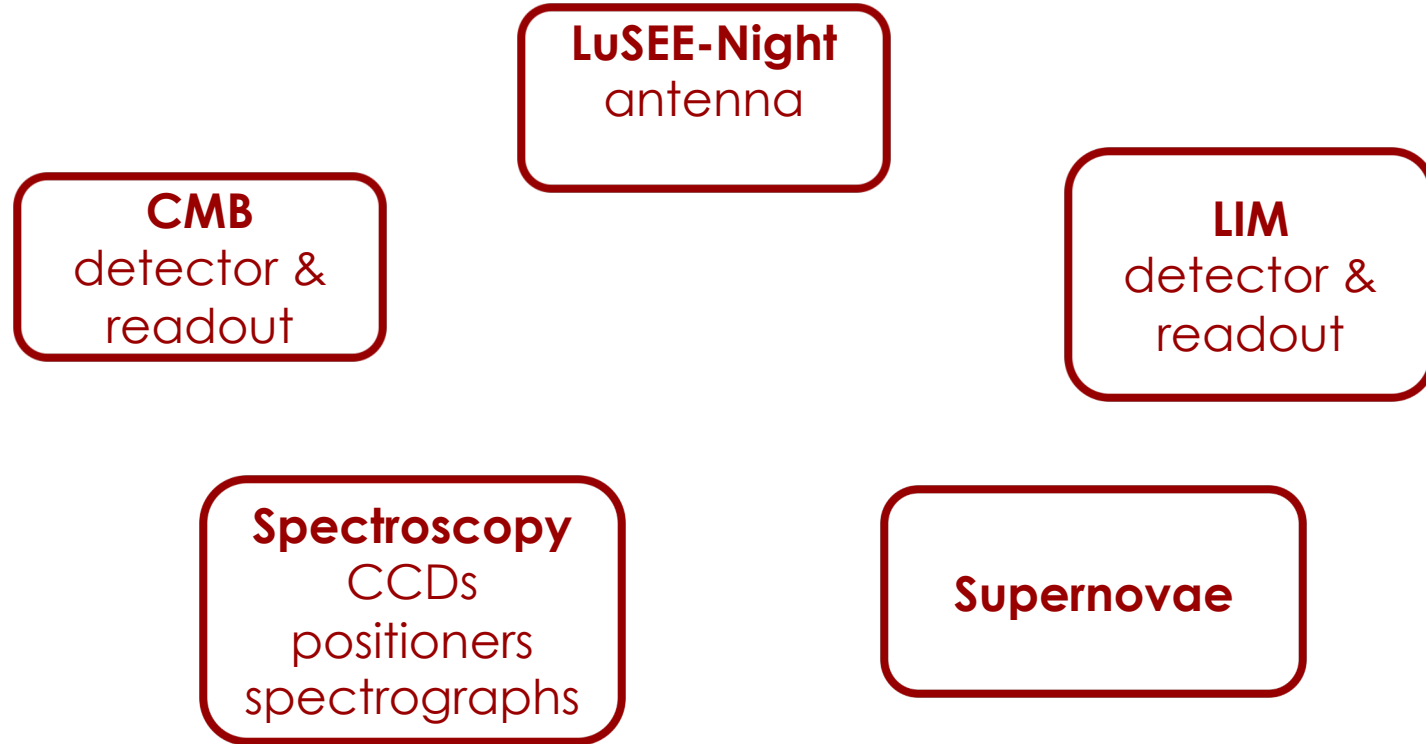 LuSEE-Night
antenna
CMB
detector &
readout
LIM
detector &
readout
Spectroscopy
CCDs
positioners
spectrographs
Supernovae